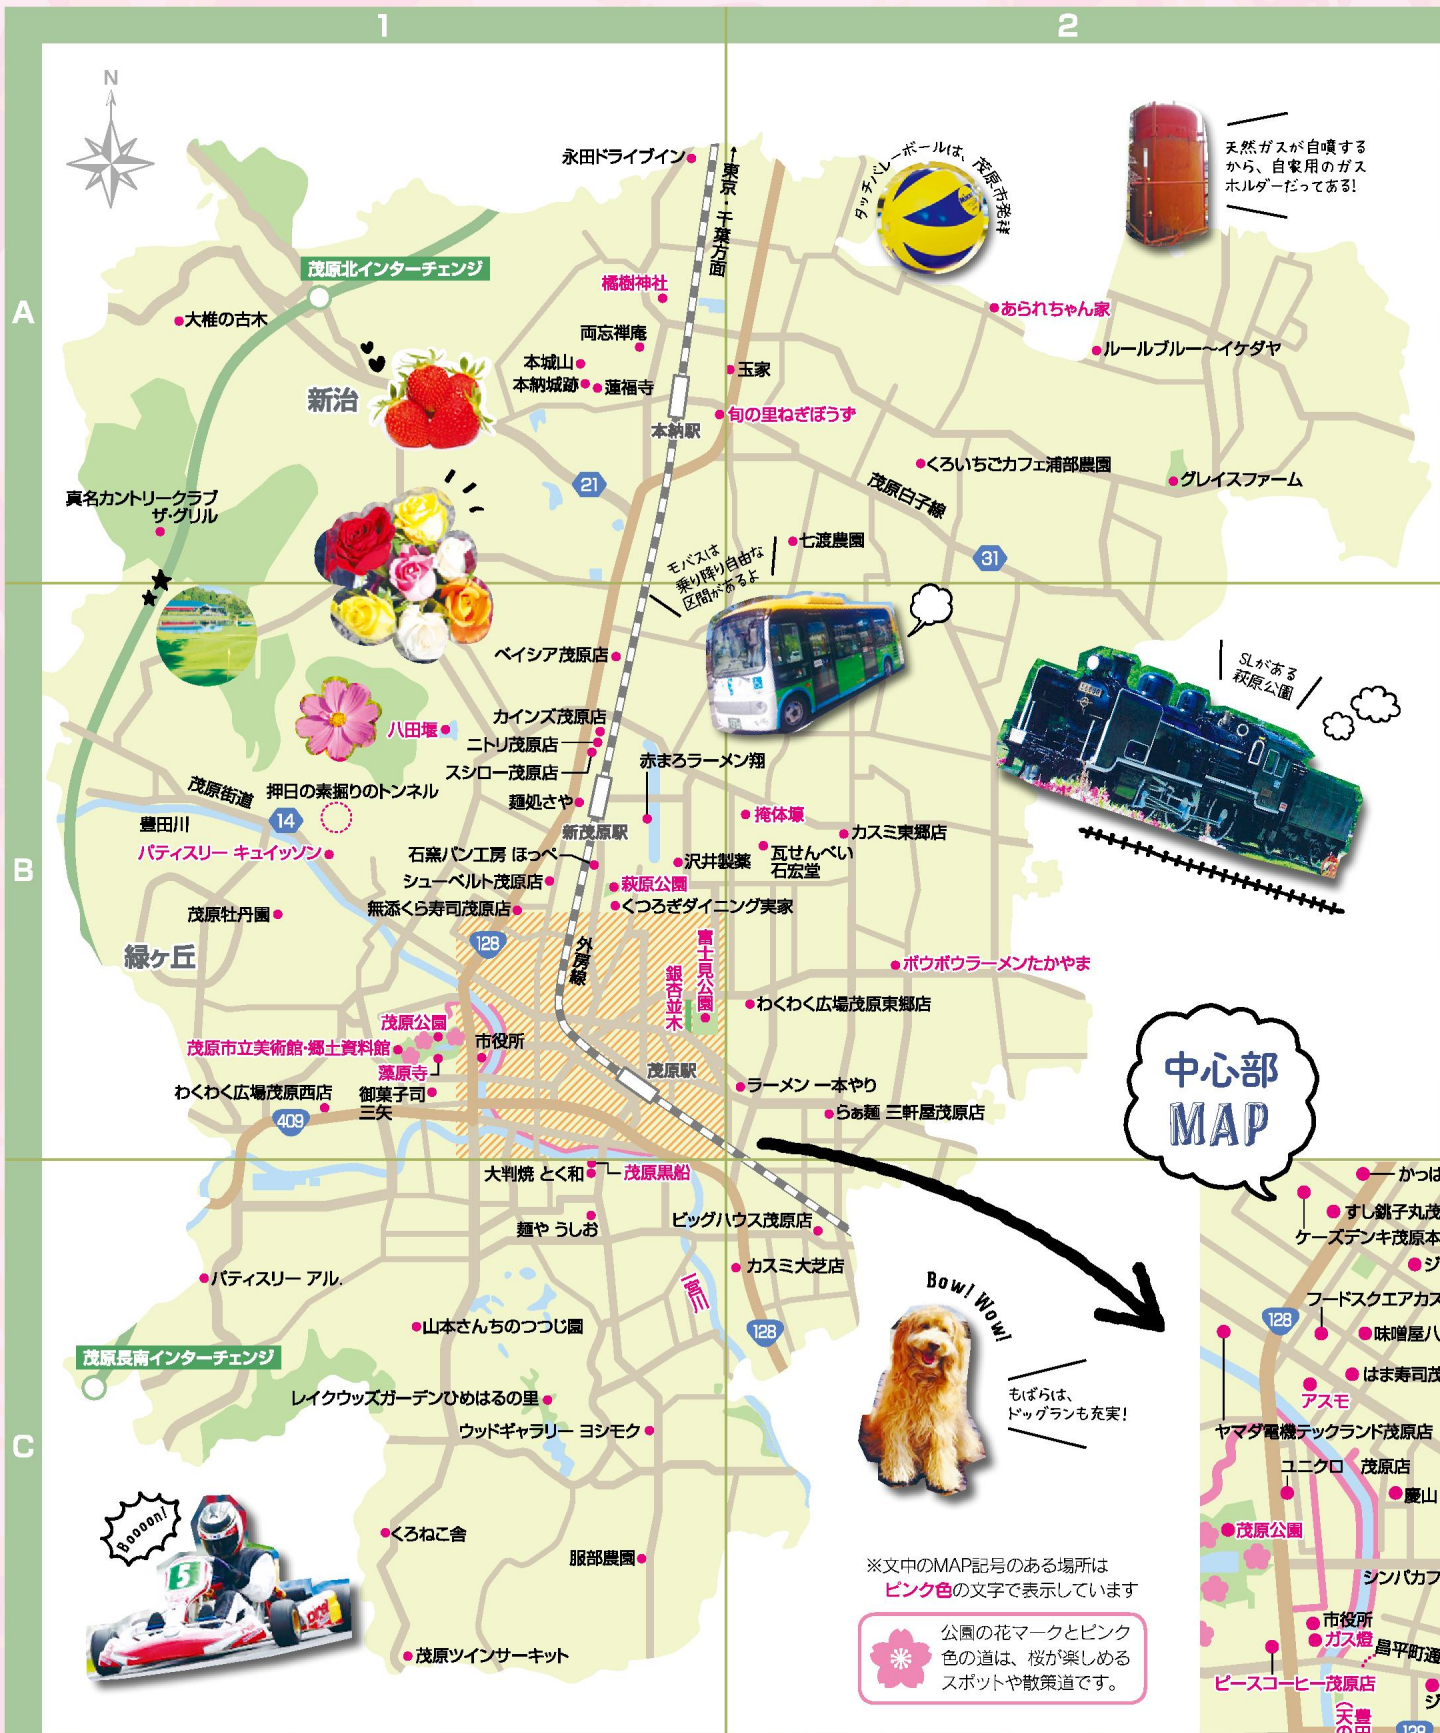 1
2
N
A
B
C
永田ドライブイン
←東京・千葉方面
タッチバレーボールは、茂原市発祥
天然ガスが自噴する
から、自家用のガス
ホルダーだってある!
茂原北インターチェンジ
橘樹神社
あられちゃん家
大椎の古木
両忘禅庵
ルールブルー〜イケダヤ
本城山
玉家
本納城跡
蓮福寺
新治
旬の里ねぎぼうず
本納駅
くろいちごカフェ浦部農園
グレイスファーム
茂原白子線
21
真名カントリークラブ
ザ・グリル
七渡農園
31
モバスは
乗り降り自由な
区間があるよ
ベイシア茂原店
SLがある
萩原公園
カインズ茂原店
八田堰
ニトリ茂原店
スシロー茂原店
赤まろラーメン翔
茂原街道
押日の素掘りのトンネル
麺処さや
掩体壕
14
豊田川
新茂原駅
カスミ東郷店
パティスリー キュイッソン
石窯パン工房 ほっぺ
沢井製薬
瓦せんべい
石宏堂
シューベルト茂原店
萩原公園
茂原牡丹園
無添くら寿司茂原店
くつろぎダイニング実家
緑ヶ丘
128
外房線
銀杏並木
富士見公園
ボウボウラーメンたかやま
わくわく広場茂原東郷店
茂原公園
市役所
茂原市立美術館・郷土資料館
藻原寺
茂原駅
中心部
MAP
わくわく広場茂原西店
御菓子司
三矢
ラーメン 一本やり
409
らぁ麺 三軒屋茂原店
大判焼 とく和
茂原黒船
麺や うしお
ビッグハウス茂原店
パティスリー アル.
カスミ大芝店
一宮川
山本さんちのつつじ園
128
Bow! Wow!
茂原長南インターチェンジ
レイクウッズガーデンひめはるの里
もばらは、
ドッグランも充実!
ウッドギャラリー ヨシモク
Boooon!
5
くろねこ舎
服部農園
茂原ツインサーキット
※文中のMAP記号のある場所は
ピンク色の文字で表示しています
公園の花マークとピンク
色の道は、桜が楽しめる
スポットや散策道です。
かっぱ
すし銚子丸茂
ケーズデンキ茂原本
ジ
フードスクエアカス
128
味噌屋八
はま寿司茂
アスモ
ヤマダ電機テックランド茂原店
ユニクロ 茂原店
慶山
茂原公園
シンバカフ
市役所
ガス燈
昌平町通
ピースコーヒー茂原店
ジ
豊田
(天の
128